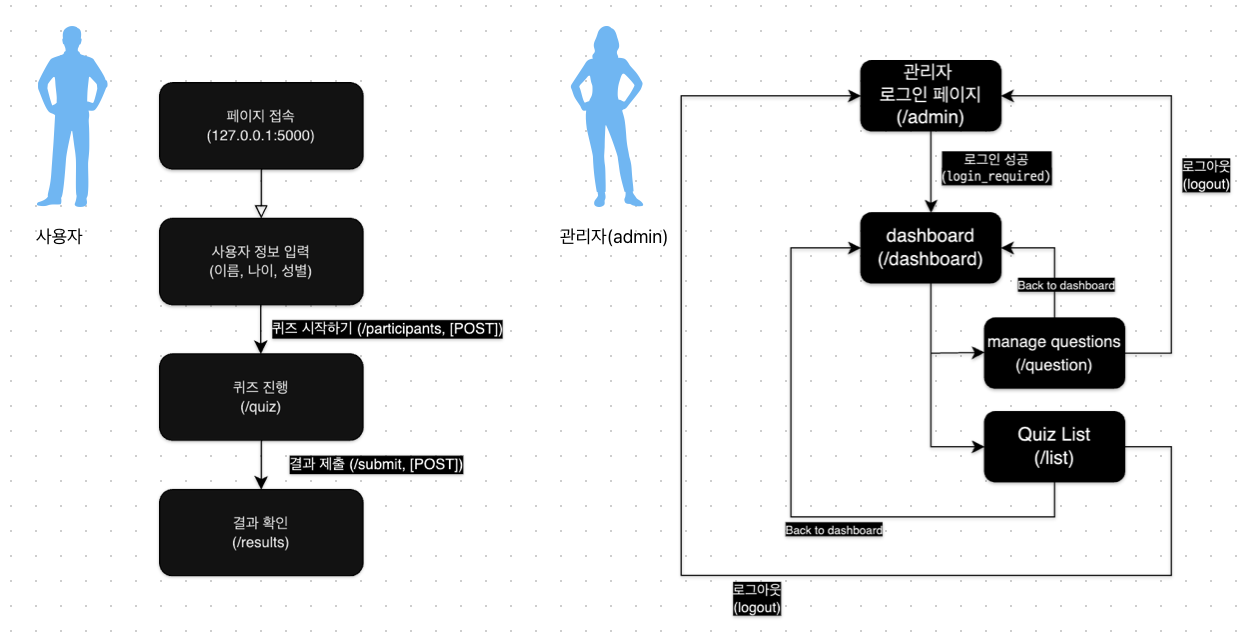 사용자
페이지 접속
(127.0.0.1:5000)
사용자 정보 입력
(이름, 나이, 성별)
퀴즈 시작하기 (/participants, [POST])
퀴즈 진행
(/quiz)
결과 제출 (/submit, [POST])
결과 확인
(/results)
관리자(admin)
관리자
로그인 페이지
(/admin)
로그인 성공
(login_required)
로그아웃
(logout)
dashboard
(/dashboard)
Back to dashboard
manage questions
(/question)
Quiz List
(/list)
Back to dashboard
로그아웃
(logout)